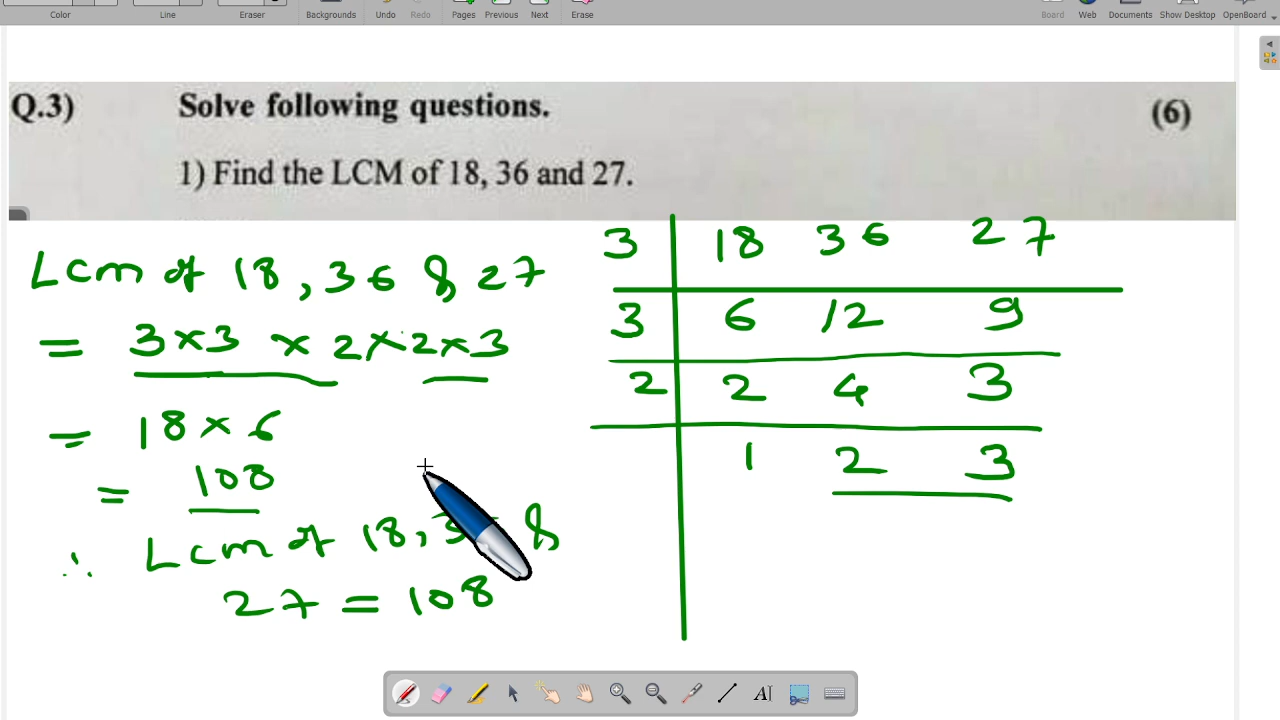 Color Line Eraser Backgrounds Undo Redo Pages Previous Next Erase Board Web Documents Show Desktop OpenBoard
Q.3) Solve following questions. (6)
1) Find the LCM of 18, 36 and 27.
Lcm of 18, 36 & 27
= 3×3 × 2×2×3
= 18 × 6
= 108
∴ Lcm of 18, &
27 = 108
3 18 36 27
3 6 12 9
2 2 4 3
1 2 3
A